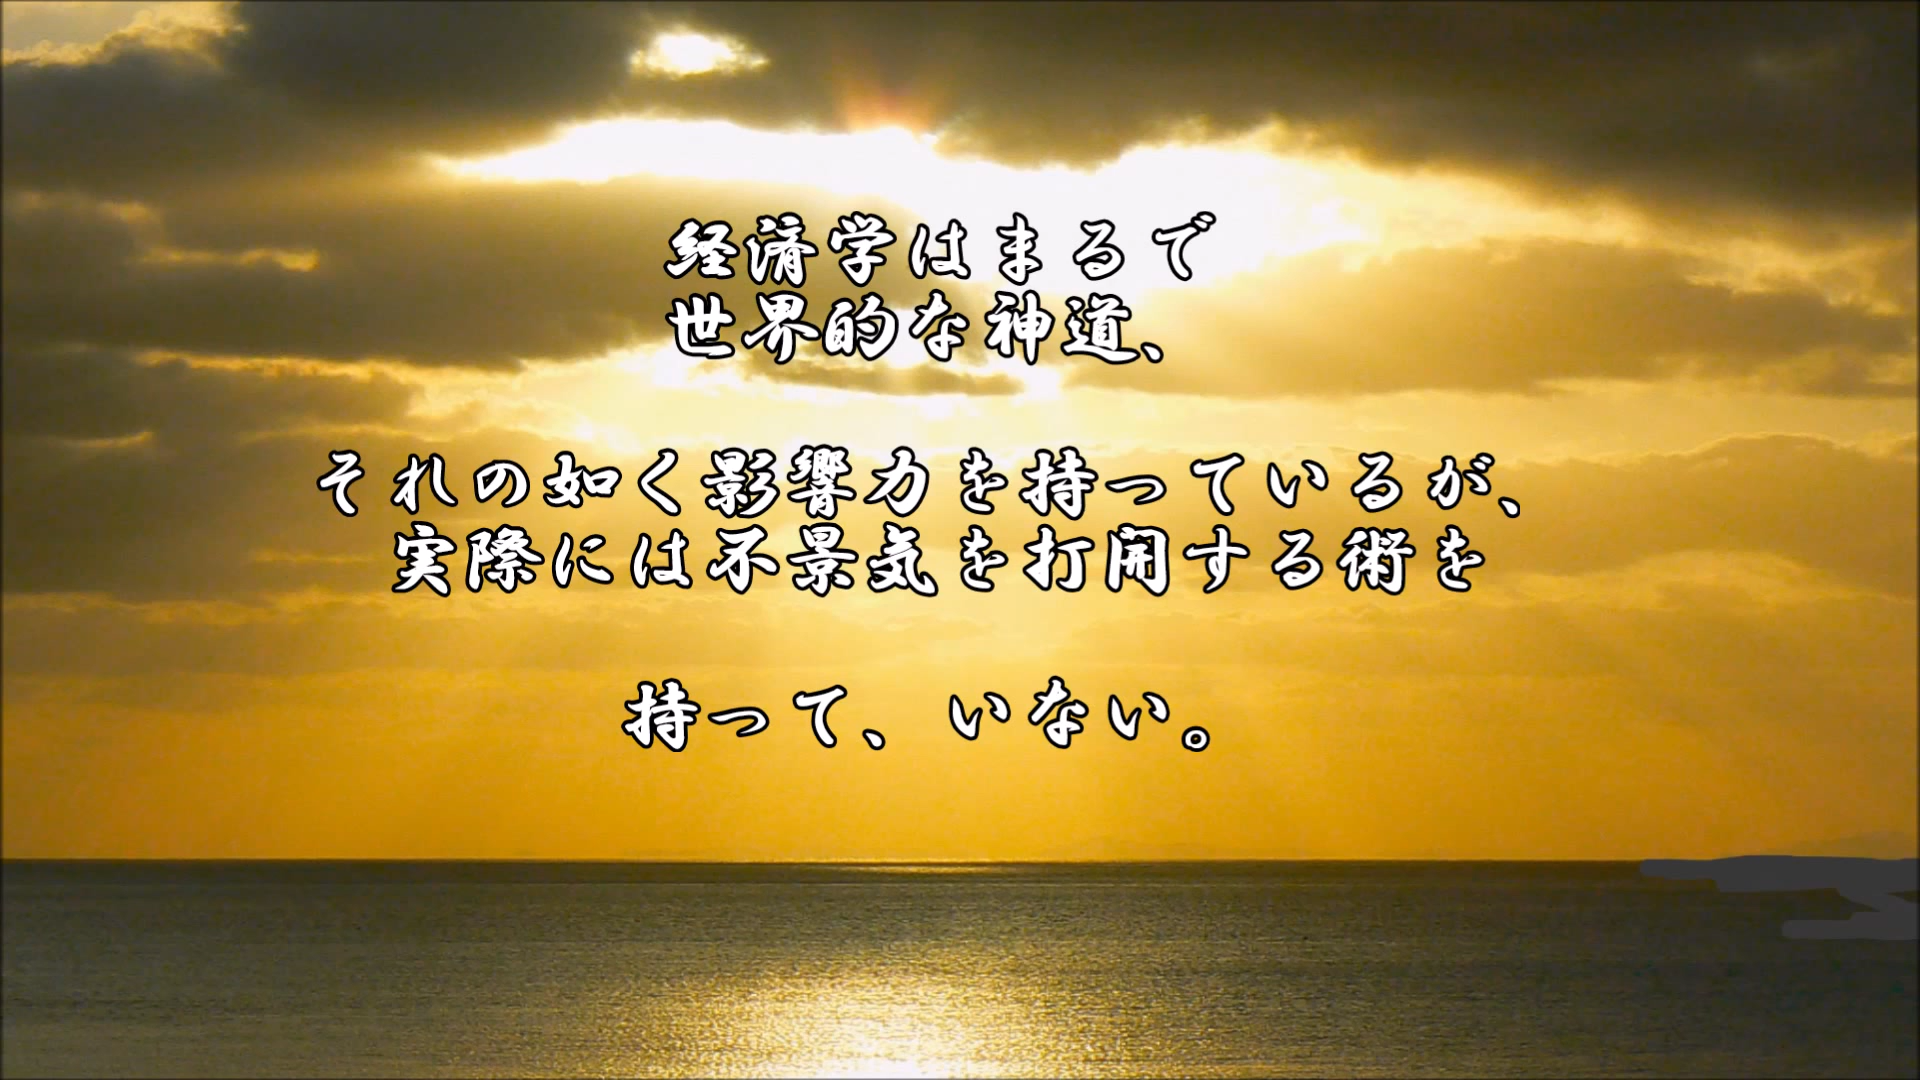 経済学はまるで
世界的な神道、
それの如く影響力を持っているが、
実際には不景気を打開する術を
持って、いない。